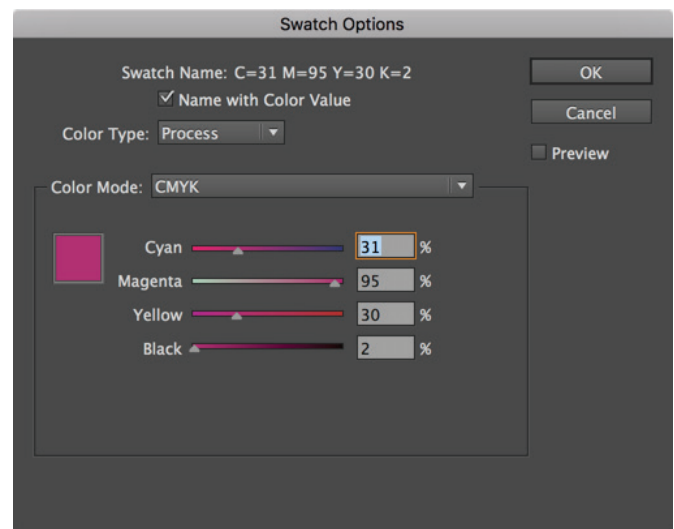 Swatch Options
Swatch Name: C=31 M=95 Y=30 K=2
OK
Name with Color Value
Cancel
Color Type: Process
Preview
Color Mode: CMYK
Cyan 31 %
Magenta 95 %
Yellow 30 %
Black 2 %